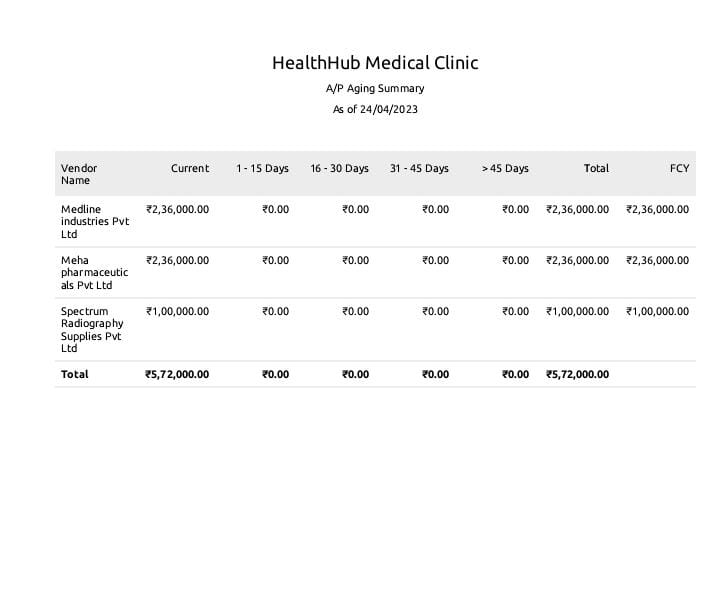 HealthHub Medical Clinic
A/P Aging Summary
As of 24/04/2023
Vendor Name Current 1 - 15 Days 16 - 30 Days 31 - 45 Days > 45 Days Total FCY
Medline ₹2,36,000.00 ₹0.00 ₹0.00 ₹0.00 ₹0.00 ₹2,36,000.00 ₹2,36,000.00
industries Pvt
Ltd
Meha ₹2,36,000.00 ₹0.00 ₹0.00 ₹0.00 ₹0.00 ₹2,36,000.00 ₹2,36,000.00
pharmaceutic
als Pvt Ltd
Spectrum ₹1,00,000.00 ₹0.00 ₹0.00 ₹0.00 ₹0.00 ₹1,00,000.00 ₹1,00,000.00
Radiography
Supplies Pvt
Ltd
Total ₹5,72,000.00 ₹0.00 ₹0.00 ₹0.00 ₹0.00 ₹5,72,000.00